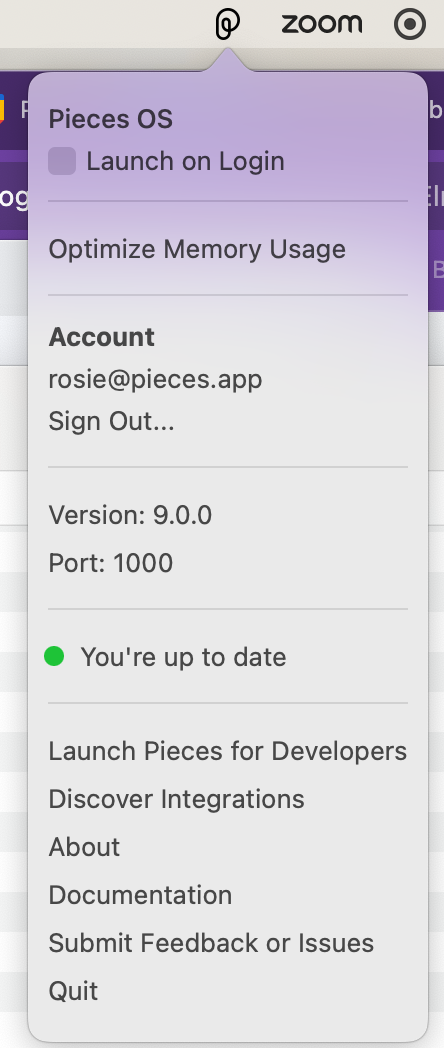 zoom
Pieces OS
Launch on Login
Optimize Memory Usage
Account
rosie@pieces.app
Sign Out...
Version: 9.0.0
Port: 1000
You're up to date
Launch Pieces for Developers
Discover Integrations
About
Documentation
Submit Feedback or Issues
Quit